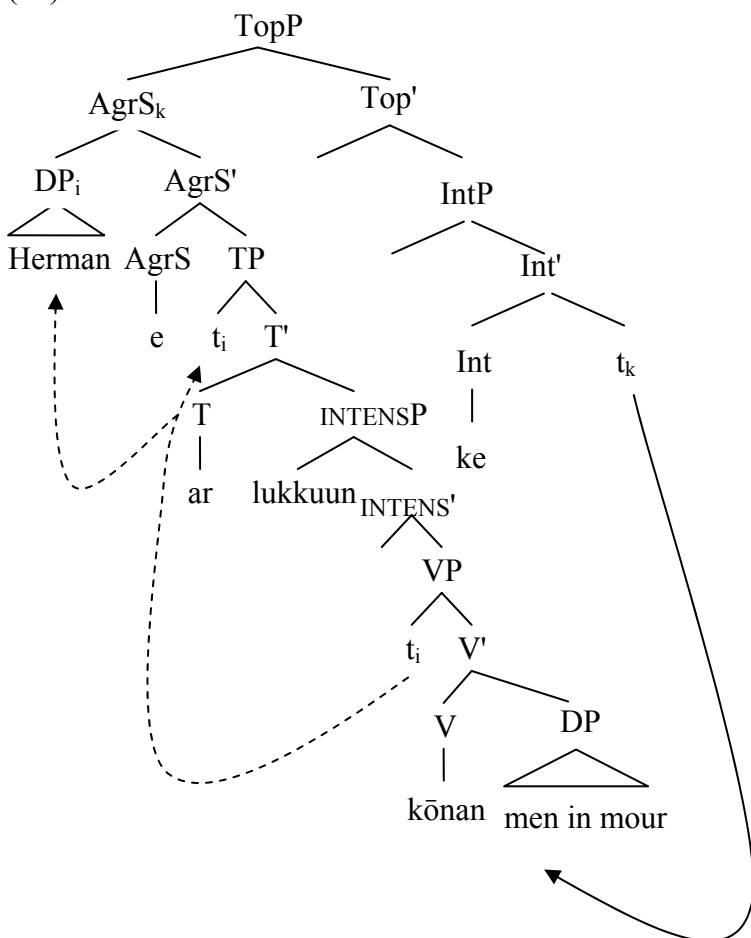 TopP
AgrSk Top'
DPi AgrS' IntP
Herman AgrS TP Int'
e ti T' Int tk
T INTENSP ke
ar lukkuun INTENS'
VP
ti V'
V DP
kōnan men in mour